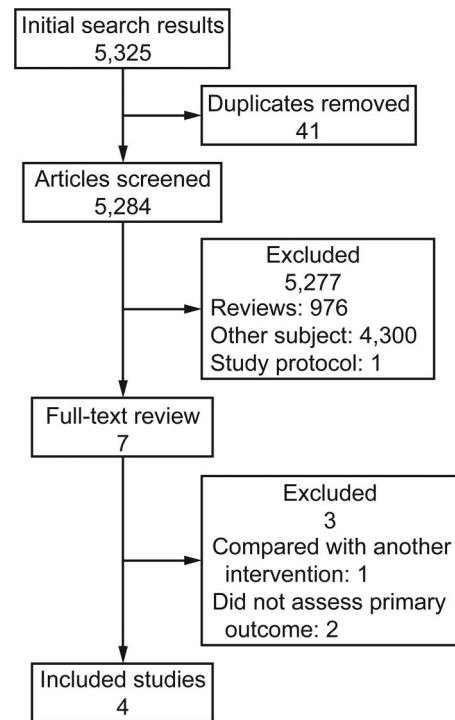 Initial search results
5,325
Duplicates removed
41
Articles screened
5,284
Excluded
5,277
Reviews: 976
Other subject: 4,300
Study protocol: 1
Full-text review
7
Excluded
3
Compared with another
intervention: 1
Did not assess primary
outcome: 2
Included studies
4